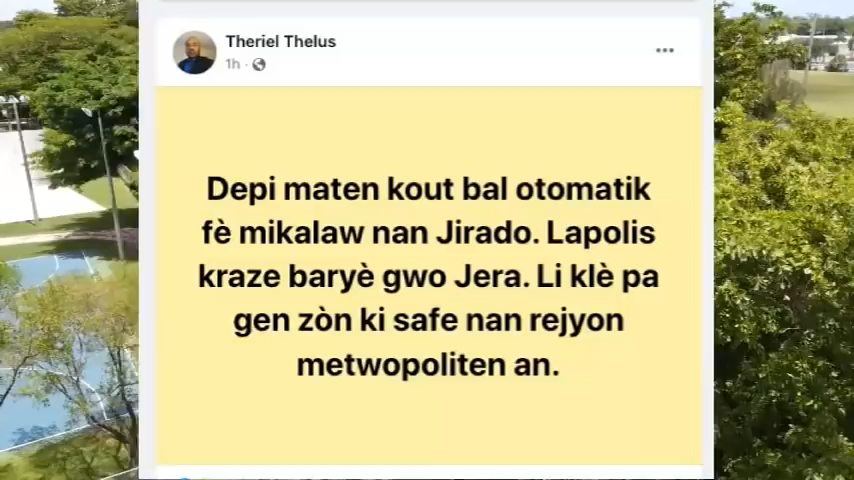 Theriel Thelus
1h ·
Depi maten kout bal otomatik
fè mikalaw nan Jirado. Lapolis
kraze baryè gwo Jera. Li klè pa
gen zòn ki safe nan rejyon
metwopoliten an.